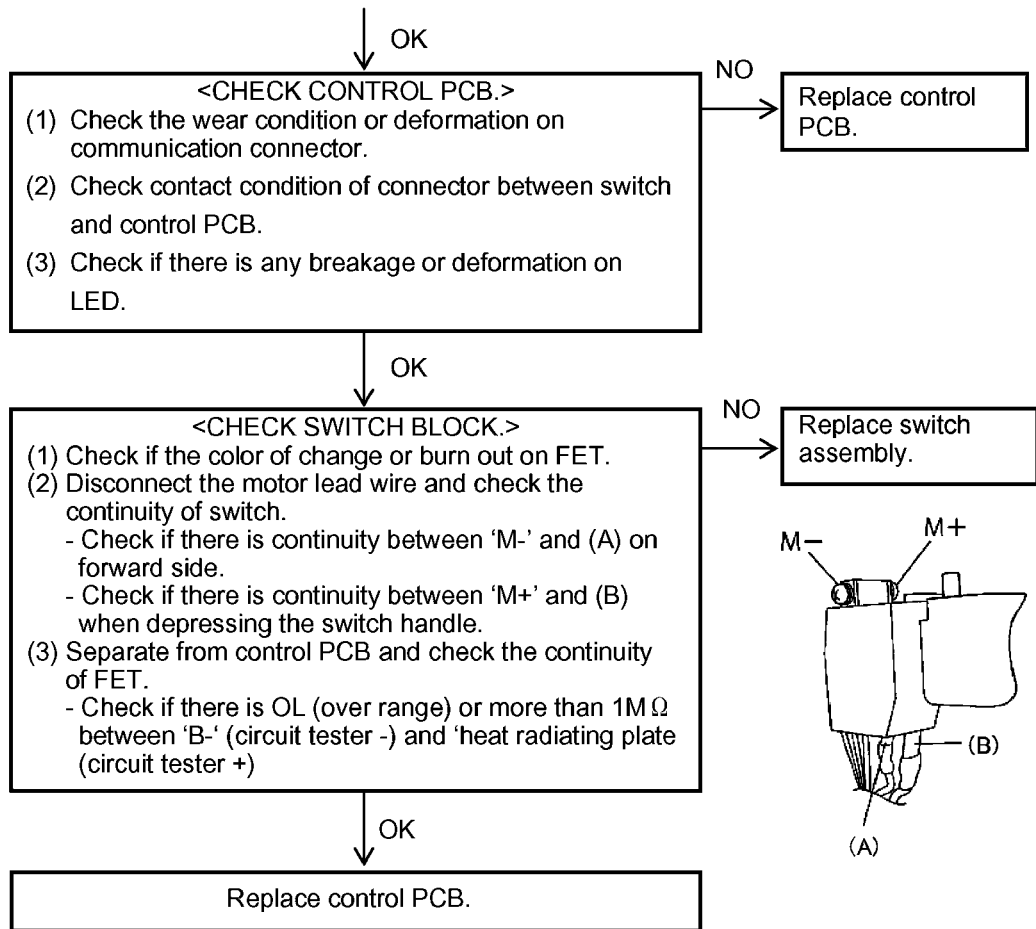 OK
<CHECK CONTROL PCB.>
(1) Check the wear condition or deformation on
communication connector.
(2) Check contact condition of connector between switch
and control PCB.
(3) Check if there is any breakage or deformation on
LED.
NO
Replace control
PCB.
OK
<CHECK SWITCH BLOCK.>
(1) Check if the color of change or burn out on FET.
(2) Disconnect the motor lead wire and check the
continuity of switch.
- Check if there is continuity between ‘M-’ and (A) on
forward side.
- Check if there is continuity between ‘M+’ and (B)
when depressing the switch handle.
(3) Separate from control PCB and check the continuity
of FET.
- Check if there is OL (over range) or more than 1MΩ
between ‘B-‘ (circuit tester -) and ‘heat radiating plate
(circuit tester +)
NO
Replace switch
assembly.
M−
M+
(B)
(A)
OK
Replace control PCB.